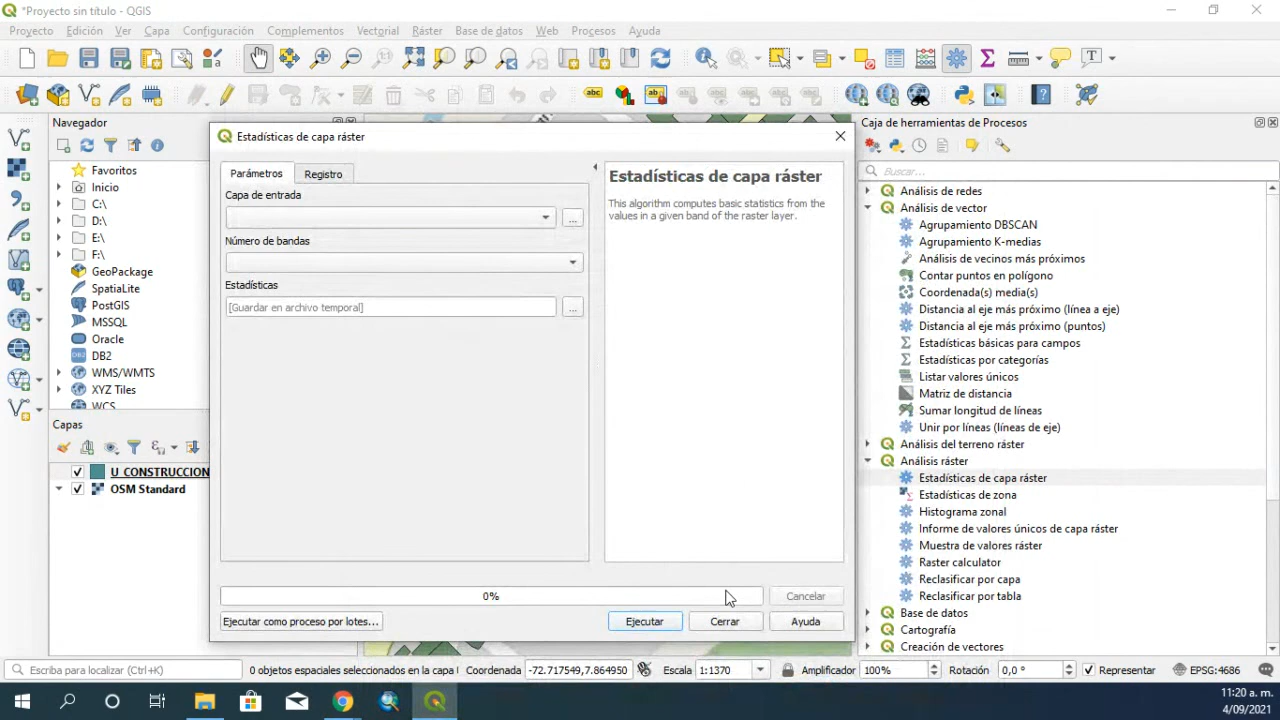 *Proyecto sin título - QGIS
Proyecto Edición Ver Capa Configuración Complementos Vectorial Ráster Base de datos Web Procesos Ayuda
Navegador
Favoritos
Inicio
C:\
D:\
E:\
F:\
GeoPackage
SpatiaLite
PostGIS
MSSQL
Oracle
DB2
WMS/WMTS
XYZ Tiles
WCS
Capas
U_CONSTRUCCION
OSM Standard
Estadísticas de capa ráster
Parámetros Registro
Capa de entrada
...
Número de bandas
Estadísticas
[Guardar en archivo temporal]
...
Estadísticas de capa ráster
This algorithm computes basic statistics from the
values in a given band of the raster layer.
0%
Cancelar
Ejecutar como proceso por lotes...
Ejecutar
Cerrar
Ayuda
Caja de herramientas de Procesos
Buscar...
Análisis de redes
Análisis de vector
Agrupamiento DBSCAN
Agrupamiento K-medias
Análisis de vecinos más próximos
Contar puntos en polígono
Coordenada(s) media(s)
Distancia al eje más próximo (línea a eje)
Distancia al eje más próximo (puntos)
Estadísticas básicas para campos
Estadísticas por categorías
Listar valores únicos
Matriz de distancia
Sumar longitud de líneas
Unir por líneas (líneas de eje)
Análisis del terreno ráster
Análisis ráster
Estadísticas de capa ráster
Estadísticas de zona
Histograma zonal
Informe de valores únicos de capa ráster
Muestra de valores ráster
Raster calculator
Reclasificar por capa
Reclasificar por tabla
Base de datos
Cartografía
Creación de vectores
Escriba para localizar (Ctrl+K)
0 objetos espaciales seleccionados en la capa
Coordenada -72.717549,7.864950
Escala 1:1370
Amplificador 100%
Rotación 0,0 °
Representar
EPSG:4686
11:20 a. m.
4/09/2021